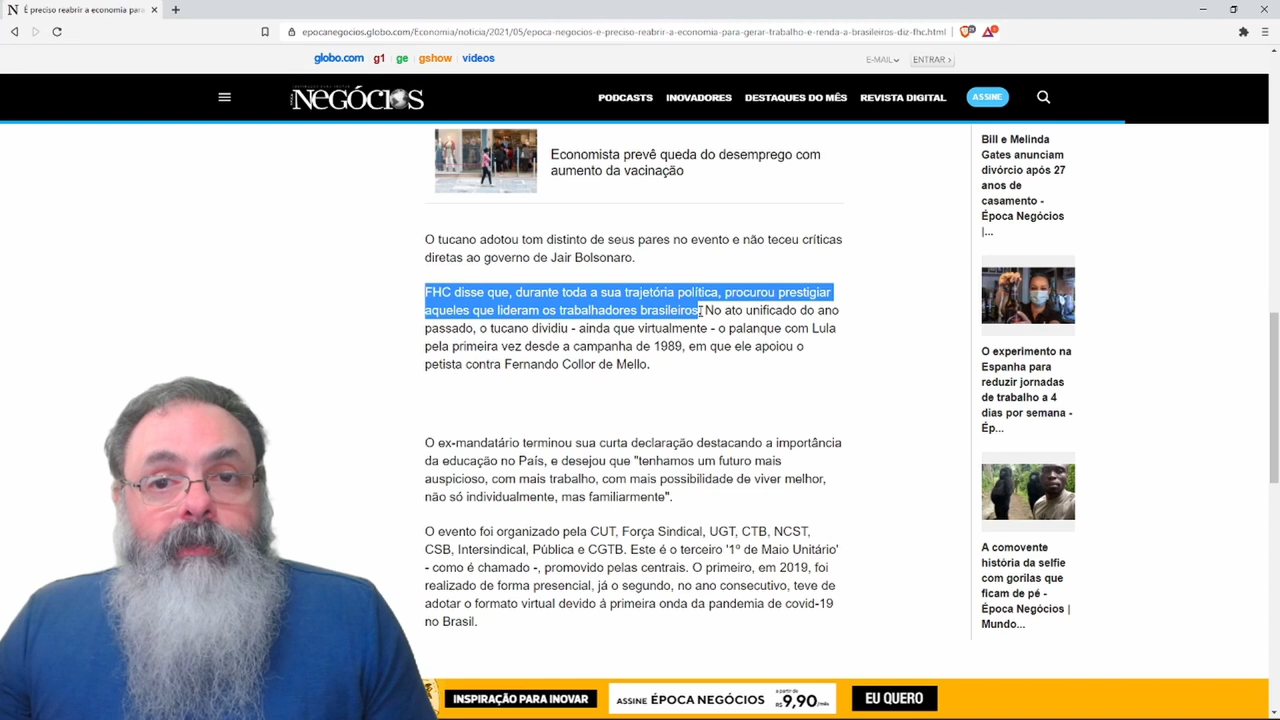 É preciso reabrir a economia para
epocanegocios.globo.com/Economia/noticia/2021/05/epoca-negocios-e-preciso-reabrir-a-economia-para-gerar-trabalho-e-renda-a-brasileiros-diz-fhc.html
globo.com g1 ge gshow videos
E-MAIL
ENTRAR
NEGÓCIOS
PODCASTS INOVADORES DESTAQUES DO MÊS REVISTA DIGITAL ASSINE
Economista prevê queda do desemprego com
aumento da vacinação
O tucano adotou tom distinto de seus pares no evento e não teceu críticas
diretas ao governo de Jair Bolsonaro.
FHC disse que, durante toda a sua trajetória política, procurou prestigiar
aqueles que lideram os trabalhadores brasileiros. No ato unificado do ano
passado, o tucano dividiu - ainda que virtualmente - o palanque com Lula
pela primeira vez desde a campanha de 1989, em que ele apoiou o
petista contra Fernando Collor de Mello.
O ex-mandatário terminou sua curta declaração destacando a importância
da educação no País, e desejou que "tenhamos um futuro mais
auspicioso, com mais trabalho, com mais possibilidade de viver melhor,
não só individualmente, mas familiarmente".
O evento foi organizado pela CUT, Força Sindical, UGT, CTB, NCST,
CSB, Intersindical, Pública e CGTB. Este é o terceiro '1º de Maio Unitário'
- como é chamado -, promovido pelas centrais. O primeiro, em 2019, foi
realizado de forma presencial, já o segundo, no ano consecutivo, teve de
adotar o formato virtual devido à primeira onda da pandemia de covid-19
no Brasil.
Bill e Melinda
Gates anunciam
divórcio após 27
anos de
casamento -
Época Negócios
|...
O experimento na
Espanha para
reduzir jornadas
de trabalho a 4
dias por semana -
Ép...
A comovente
história da selfie
com gorilas que
ficam de pé -
Época Negócios |
Mundo...
INSPIRAÇÃO PARA INOVAR
ASSINE ÉPOCA NEGÓCIOS
a partir de
R$ 9,90/mês
EU QUERO